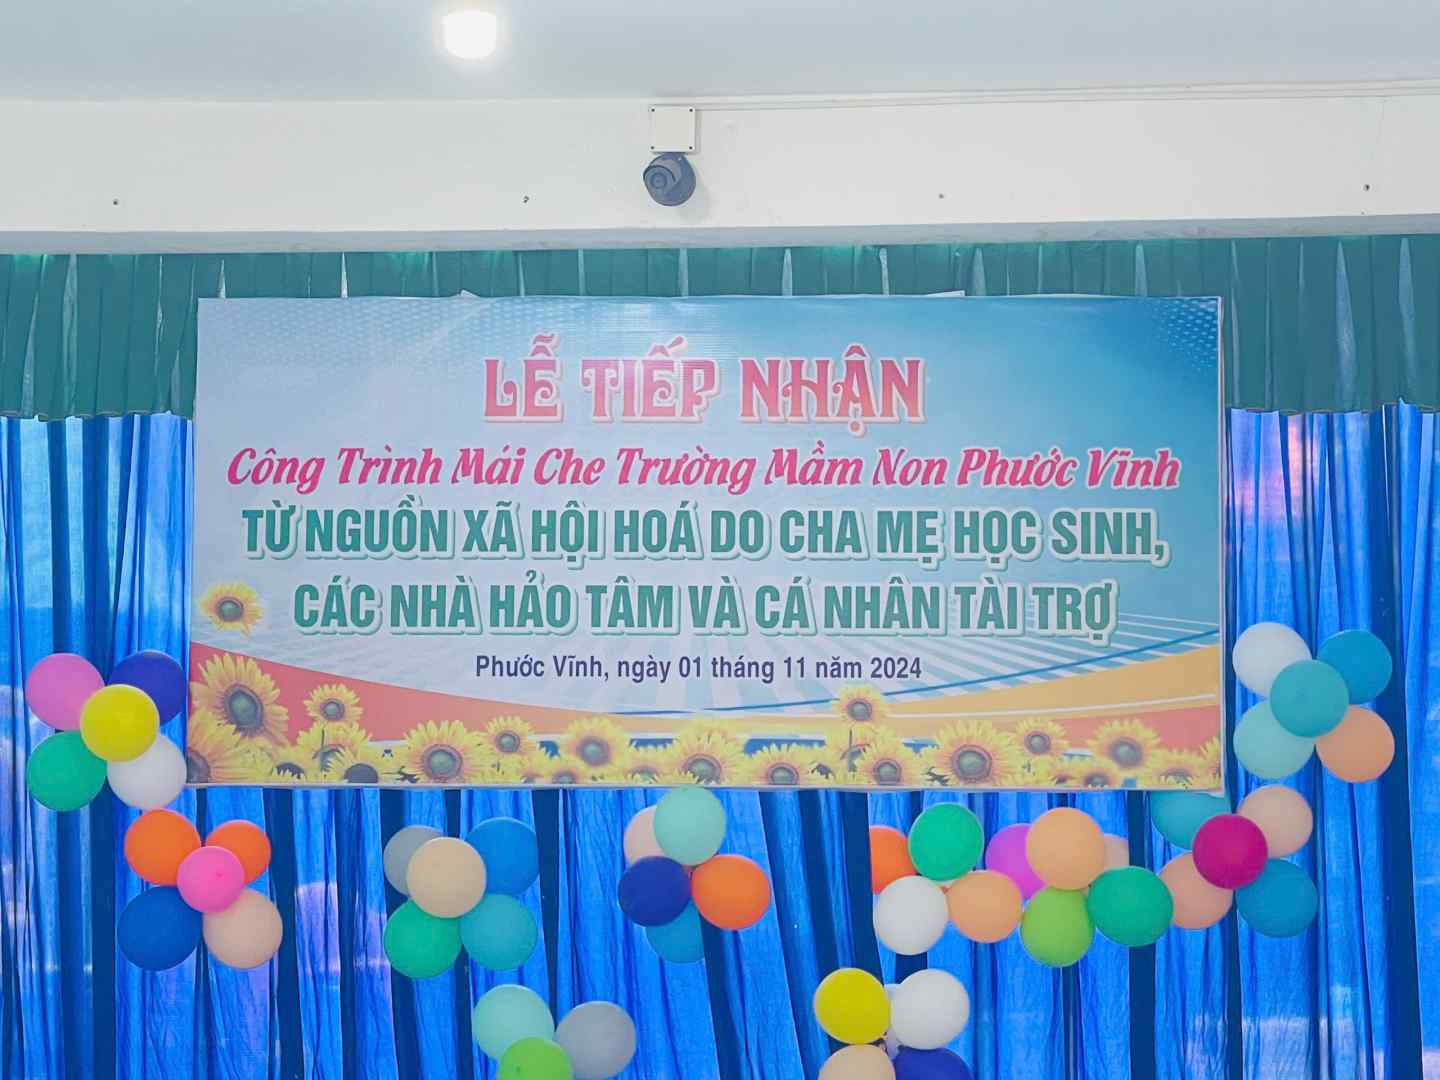 LỄ TIẾP NHẬN
Công Trình Mái Che Trường Mầm Non Phước Vĩnh
TỪ NGUỒN XÃ HỘI HOÁ DO CHA MẸ HỌC SINH,
CÁC NHÀ HẢO TÂM VÀ CÁ NHÂN TÀI TRỢ
Phước Vĩnh, ngày 01 tháng 11 năm 2024